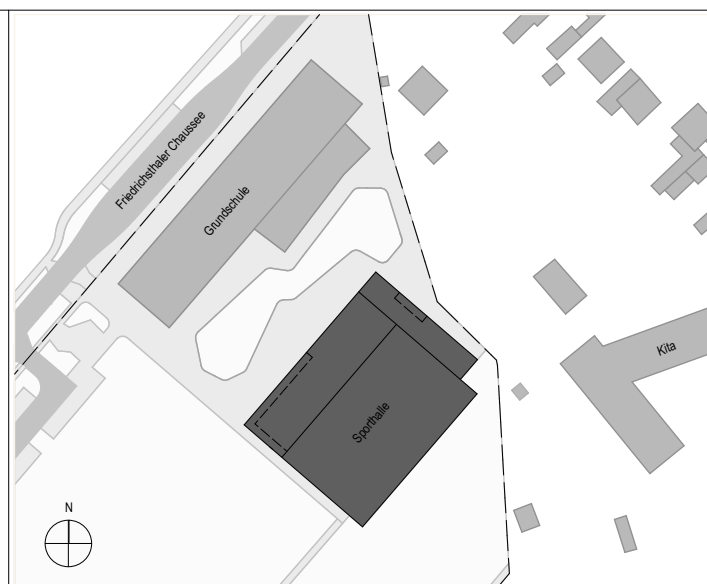 Friedrichsthaler Chaussee
Grundschule
Kita
Sporthalle
N